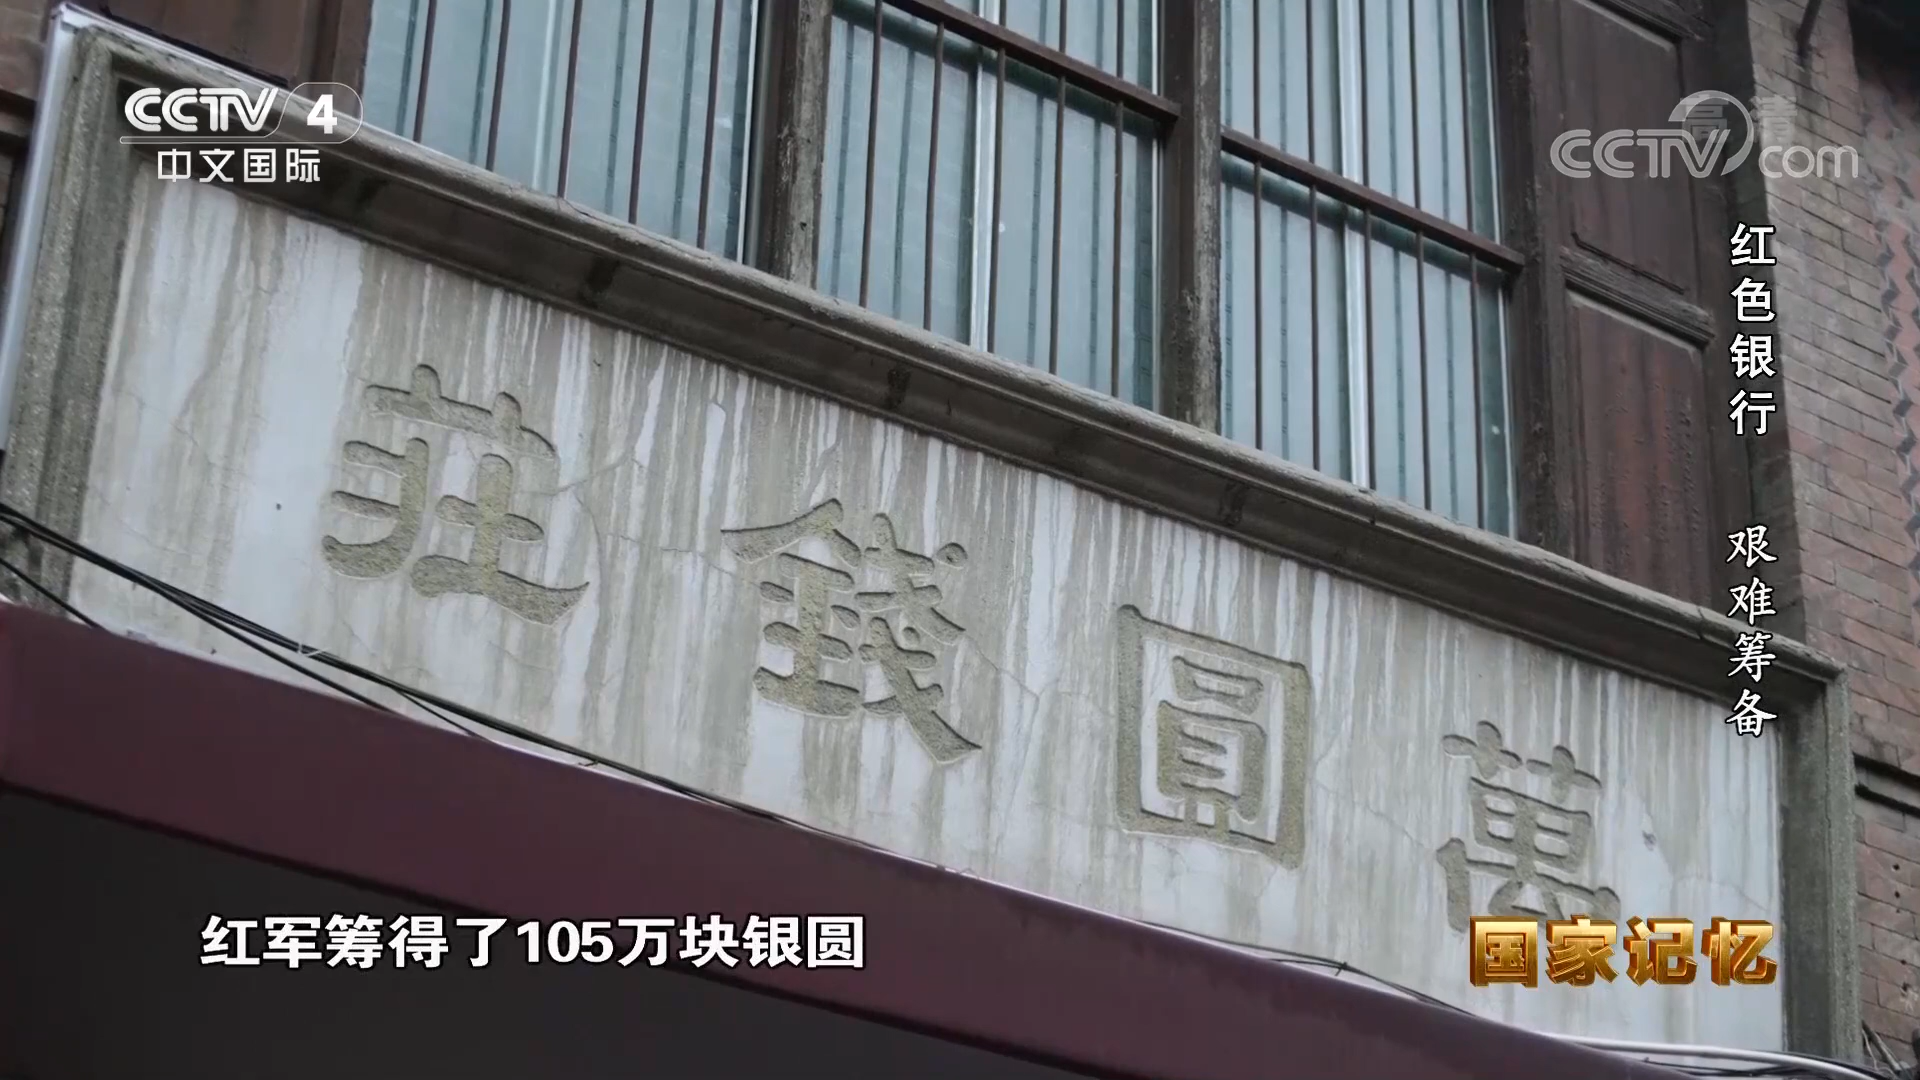 CCTV 4
中文国际
高清
CCTV.com
红色银行 艰难筹备
萬圓錢莊
红军筹得了105万块银圆
国家记忆